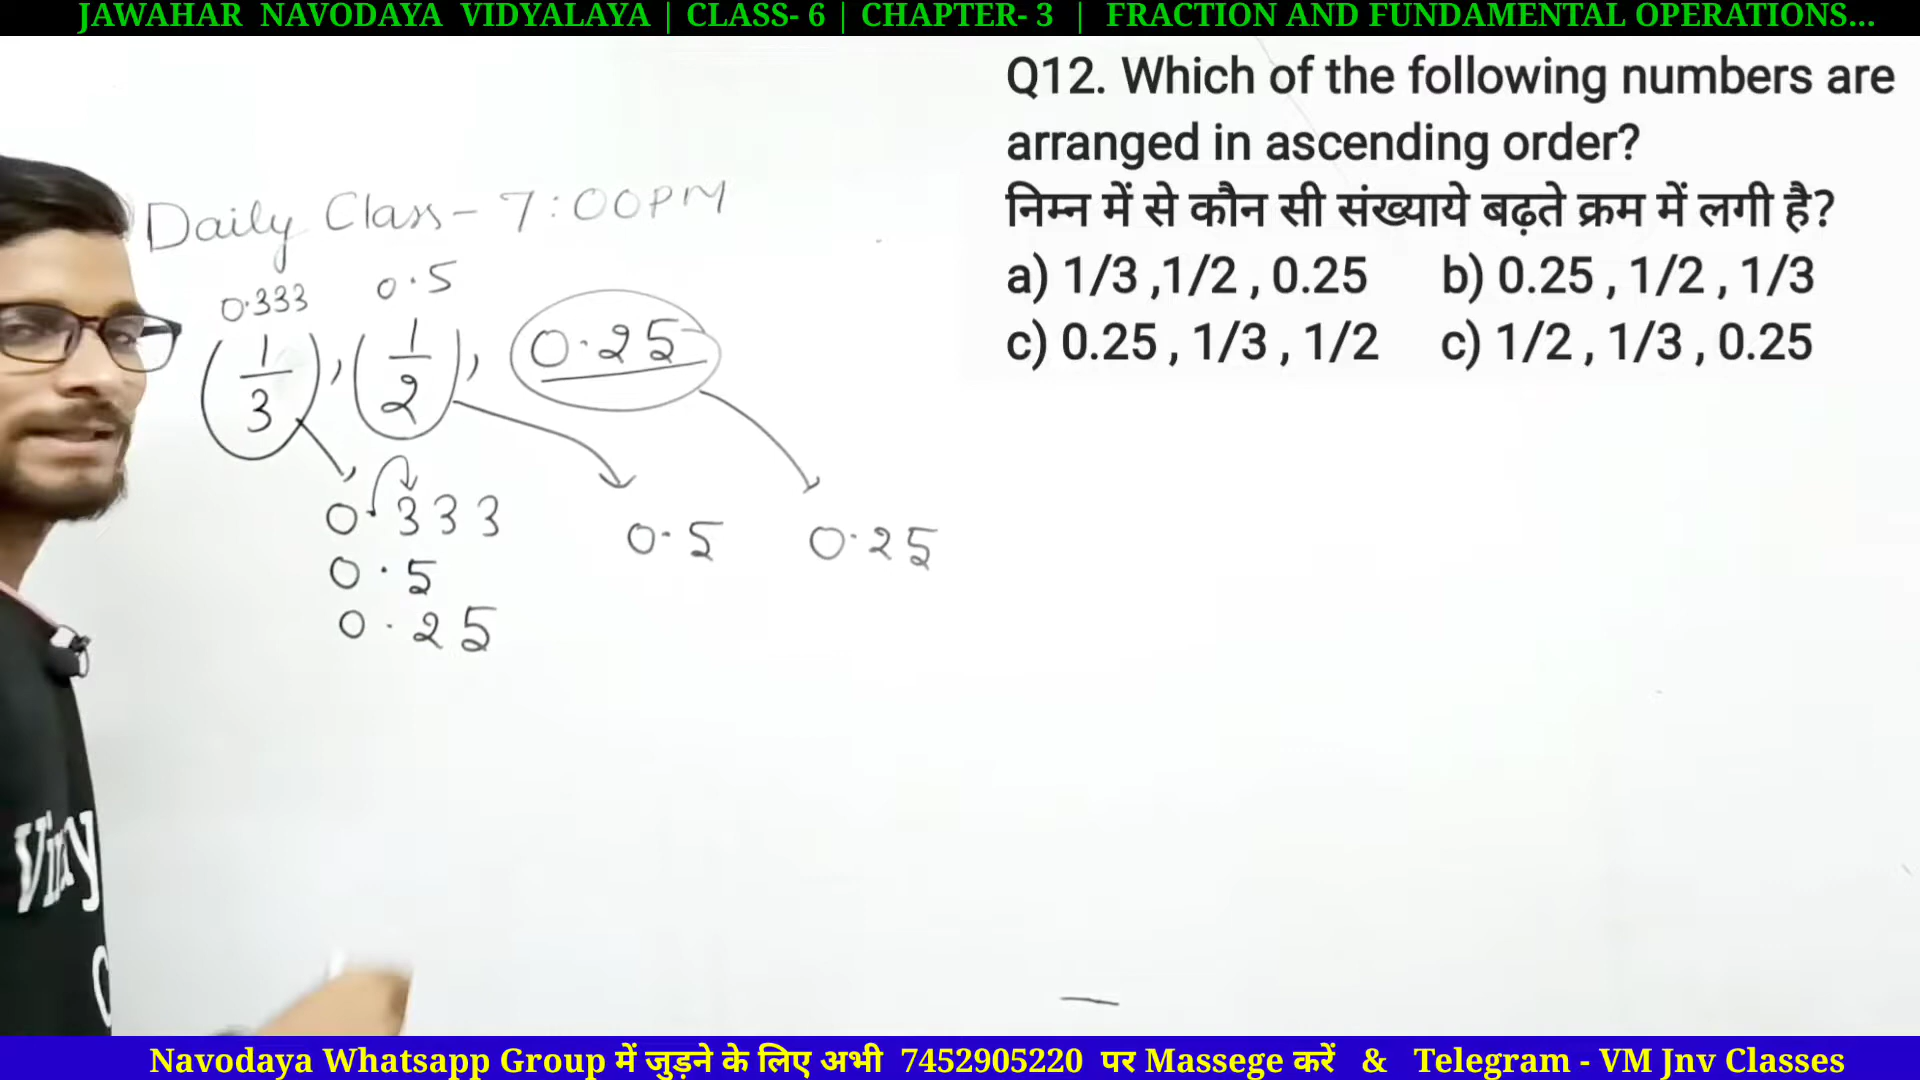 JAWAHAR NAVODAYA VIDYALAYA | CLASS- 6 | CHAPTER- 3 | FRACTION AND FUNDAMENTAL OPERATIONS...
Q12. Which of the following numbers are
arranged in ascending order?
निम्न में से कौन सी संख्याये बढ़ते क्रम में लगी है?
a) 1/3 ,1/2 , 0.25 b) 0.25 , 1/2 , 1/3
c) 0.25 , 1/3 , 1/2 c) 1/2 , 1/3 , 0.25
Daily Class - 7:00PM
0.333 0.5
(1/3), (1/2), 0.25
0.333 0.5 0.25
0.5
0.25
Navodaya Whatsapp Group में जुड़ने के लिए अभी 7452905220 पर Massege करें & Telegram - VM Jnv Classes